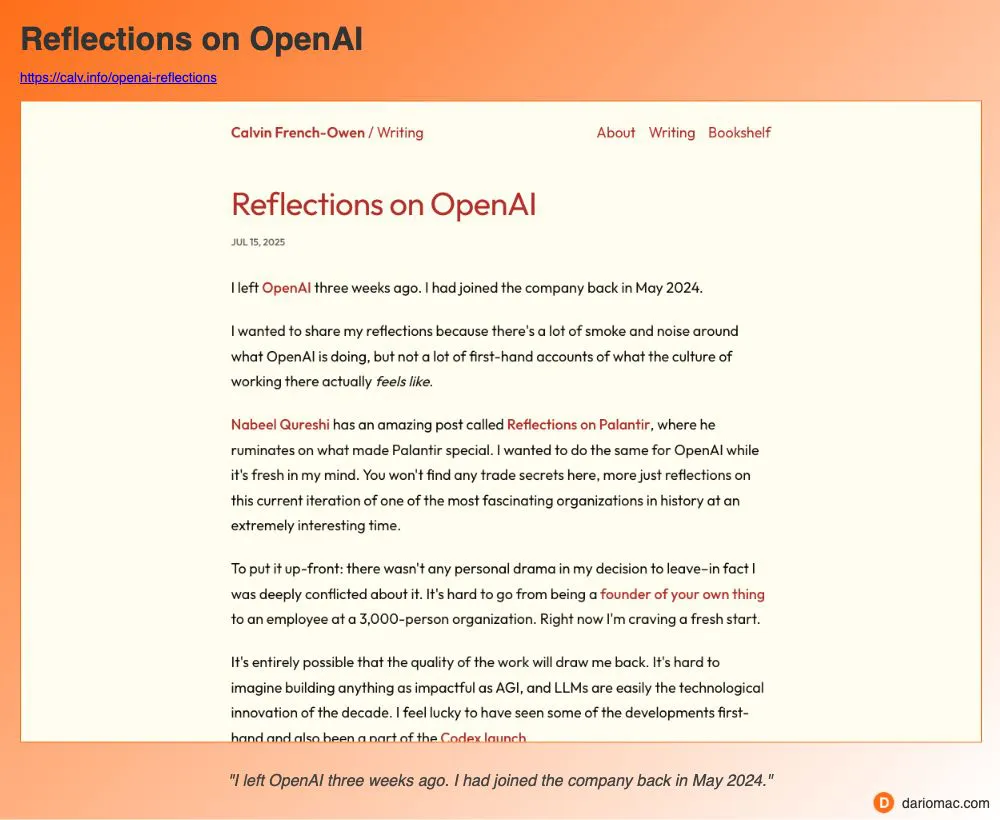 Reflections on OpenAI
https://calv.info/openai-reflections
Calvin French-Owen / Writing
About Writing Bookshelf
Reflections on OpenAI
JUL 15, 2025
I left OpenAI three weeks ago. I had joined the company back in May 2024.
I wanted to share my reflections because there's a lot of smoke and noise around
what OpenAI is doing, but not a lot of first-hand accounts of what the culture of
working there actually feels like.
Nabeel Qureshi has an amazing post called Reflections on Palantir, where he
ruminates on what made Palantir special. I wanted to do the same for OpenAI while
it's fresh in my mind. You won't find any trade secrets here, more just reflections on
this current iteration of one of the most fascinating organizations in history at an
extremely interesting time.
To put it up-front: there wasn't any personal drama in my decision to leave–in fact I
was deeply conflicted about it. It's hard to go from being a founder of your own thing
to an employee at a 3,000-person organization. Right now I'm craving a fresh start.
It's entirely possible that the quality of the work will draw me back. It's hard to
imagine building anything as impactful as AGI, and LLMs are easily the technological
innovation of the decade. I feel lucky to have seen some of the developments first-
hand and also been a part of the Codex launch.
"I left OpenAI three weeks ago. I had joined the company back in May 2024."
D dariomac.com